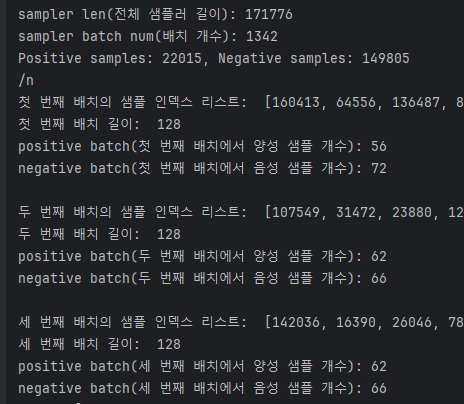 sampler len(전체 샘플러 길이): 171776
sampler batch num(배치 개수): 1342
Positive samples: 22015, Negative samples: 149805
/n
첫 번째 배치의 샘플 인덱스 리스트:  [160413, 64556, 136487, 8
첫 번째 배치 길이:  128
positive batch(첫 번째 배치에서 양성 샘플 개수): 56
negative batch(첫 번째 배치에서 음성 샘플 개수): 72
두 번째 배치의 샘플 인덱스 리스트:  [107549, 31472, 23880, 12
두 번째 배치 길이:  128
positive batch(두 번째 배치에서 양성 샘플 개수): 62
negative batch(두 번째 배치에서 음성 샘플 개수): 66
세 번째 배치의 샘플 인덱스 리스트:  [142036, 16390, 26046, 78
세 번째 배치 길이:  128
positive batch(세 번째 배치에서 양성 샘플 개수): 62
negative batch(세 번째 배치에서 음성 샘플 개수): 66